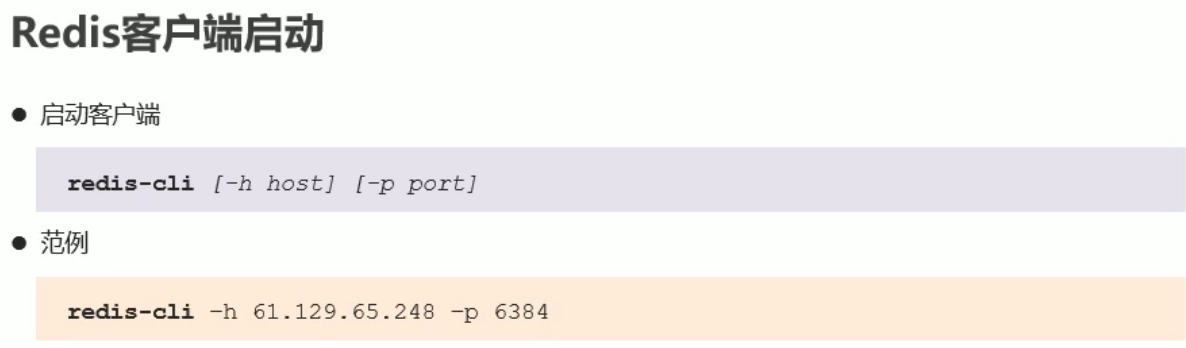 Redis客户端启动
● 启动客户端
redis-cli [-h host] [-p port]
● 范例
redis-cli –h 61.129.65.248 –p 6384